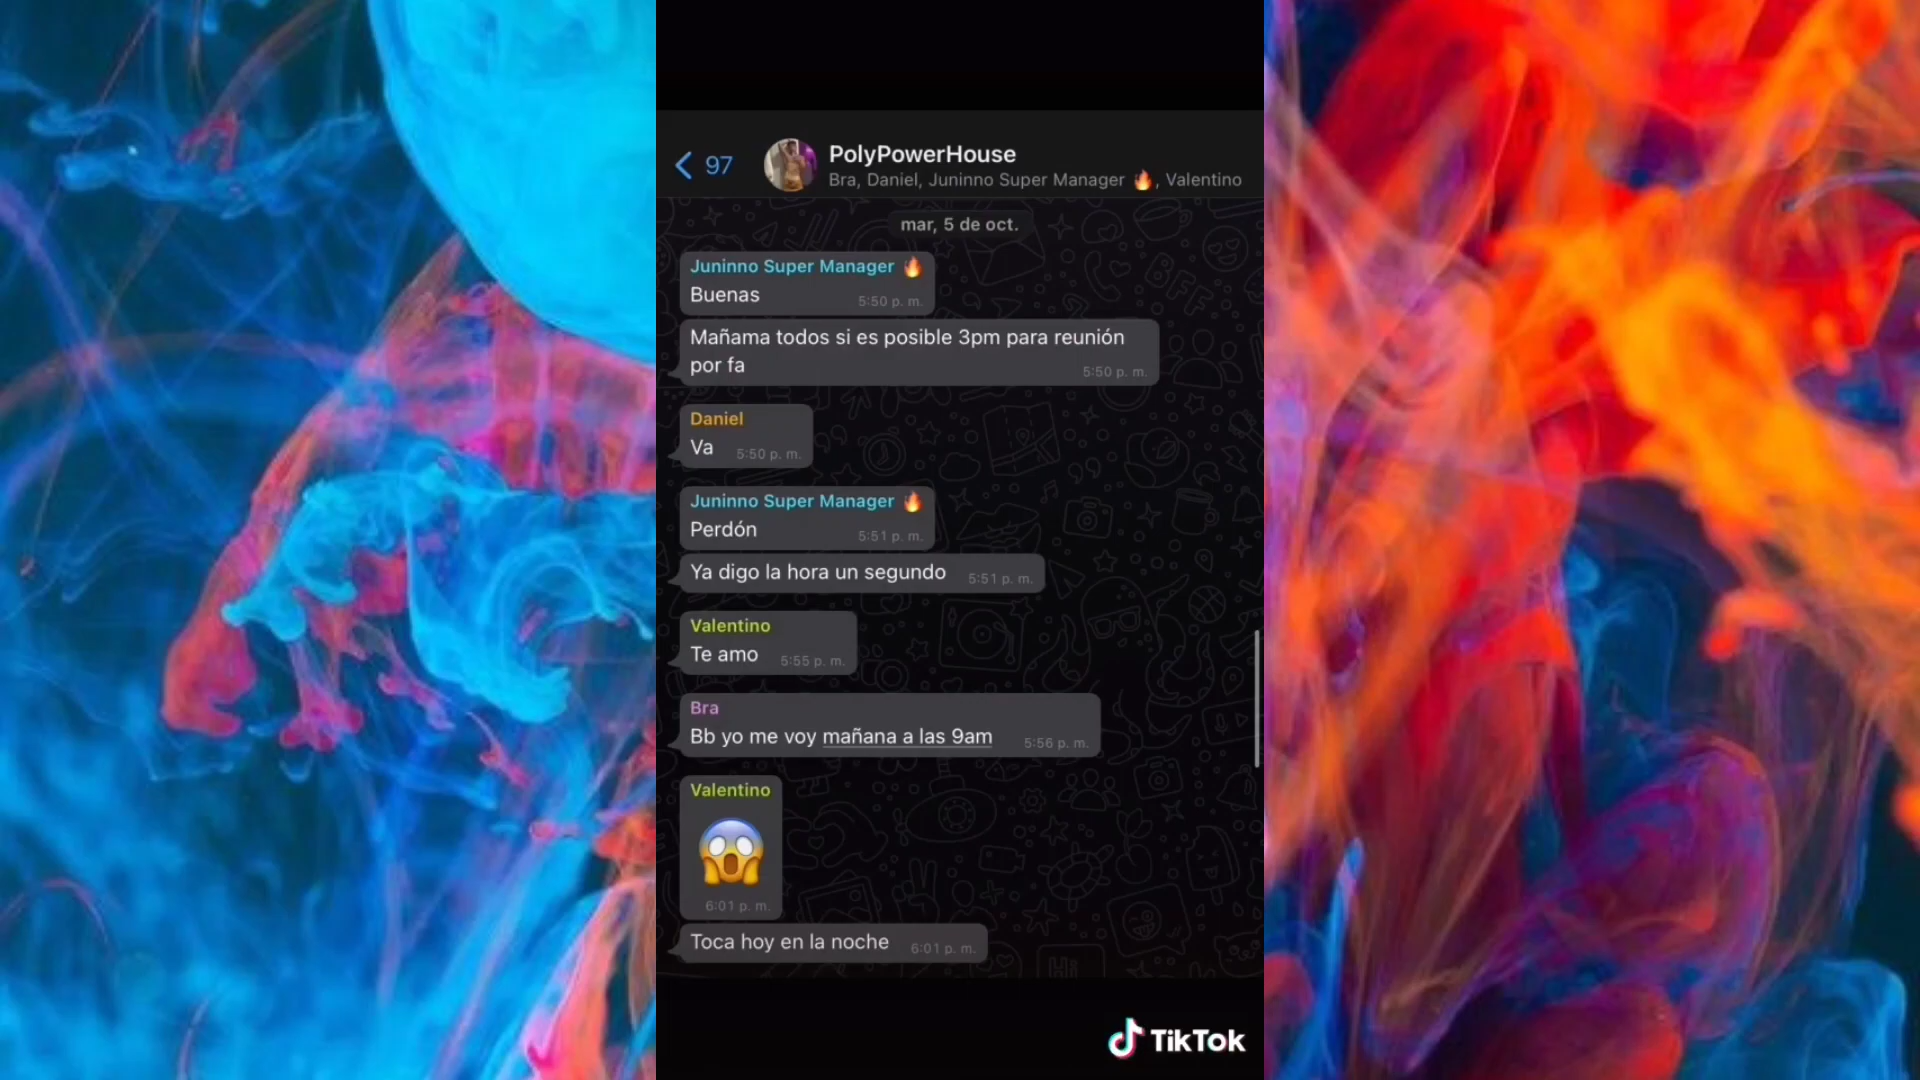 97
PolyPowerHouse
Bra, Daniel, Juninno Super Manager 🔥, Valentino
mar, 5 de oct.
Juninno Super Manager 🔥
Buenas 5:50 p. m.
Mañama todos si es posible 3pm para reunión
por fa 5:50 p. m.
Daniel
Va 5:50 p. m.
Juninno Super Manager 🔥
Perdón 5:51 p. m.
Ya digo la hora un segundo 5:51 p. m.
Valentino
Te amo 5:55 p. m.
Bra
Bb yo me voy mañana a las 9am 5:56 p. m.
Valentino
😱
6:01 p. m.
Toca hoy en la noche 6:01 p. m.
TikTok